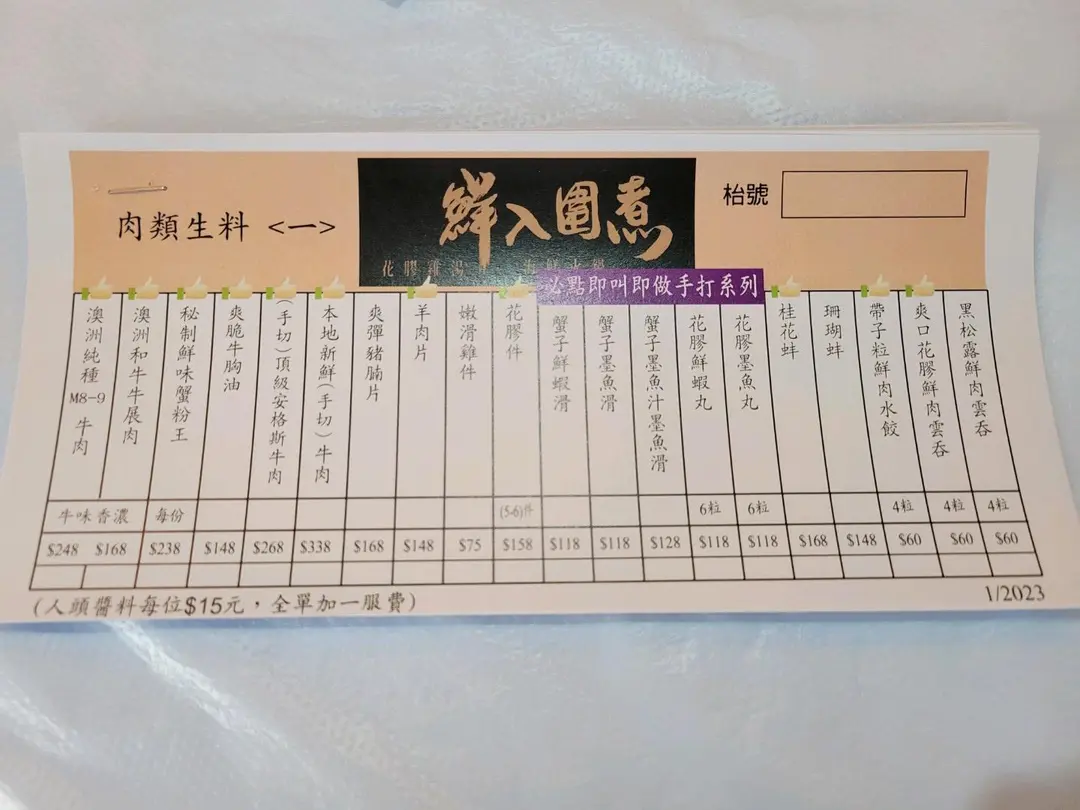 肉類生料 <一>
鮮入圍煮
花膠雞湯
枱號
必點即叫即做手打系列
澳洲純種M8-9牛肉
澳洲和牛牛展肉
秘制鮮味蟹粉王
爽脆牛胸油
(手切)頂級安格斯牛肉
本地新鮮(手切)牛肉
爽彈豬腩片
羊肉片
嫩滑雞件
花膠件
蟹子鮮蝦滑
蟹子墨魚滑
蟹子墨魚汁墨魚滑
花膠鮮蝦丸
花膠墨魚丸
桂花蚌
珊瑚蚌
帶子粒鮮肉水餃
爽口花膠鮮肉雲吞
黑松露鮮肉雲吞
牛味香濃 每份 (5-6)件 6粒 6粒 4粒 4粒 4粒
$248 $168 $238 $148 $268 $338 $168 $148 $75 $158 $118 $118 $128 $118 $118 $168 $148 $60 $60 $60
(人頭醬料每位$15元，全單加一服費)
1/2023